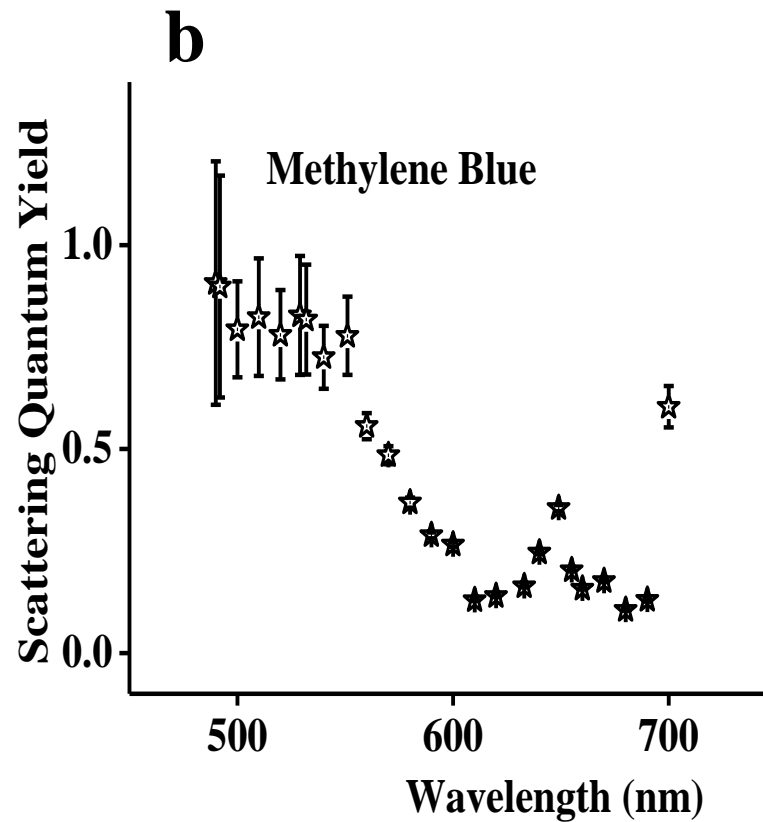 b
Methylene Blue
Scattering Quantum Yield
1.0
0.5
0.0
500 600 700
Wavelength (nm)